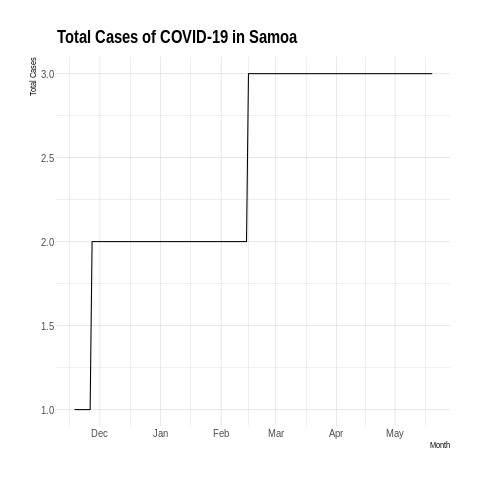 Total Cases of COVID-19 in Samoa
Total Cases
3.0
2.5
2.0
1.5
1.0
Dec Jan Feb Mar Apr May
Month